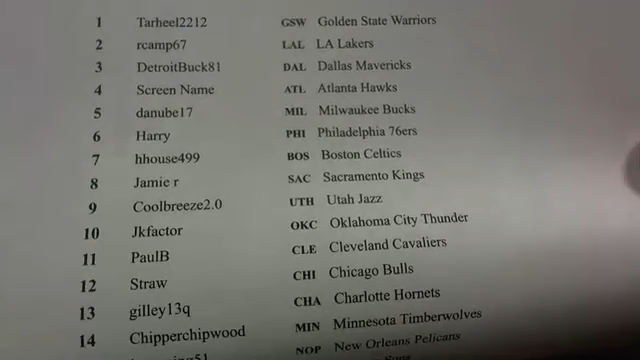 1 Tarheel2212 GSW Golden State Warriors
2 rcamp67 LAL LA Lakers
3 DetroitBuck81 DAL Dallas Mavericks
4 Screen Name ATL Atlanta Hawks
5 danube17 MIL Milwaukee Bucks
6 Harry PHI Philadelphia 76ers
7 hhouse499 BOS Boston Celtics
8 Jamie r SAC Sacramento Kings
9 Coolbreeze2.0 UTH Utah Jazz
10 Jkfactor OKC Oklahoma City Thunder
11 PaulB CLE Cleveland Cavaliers
12 Straw CHI Chicago Bulls
13 gilley13q CHA Charlotte Hornets
14 Chipperchipwood MIN Minnesota Timberwolves
NOP New Orleans Pelicans